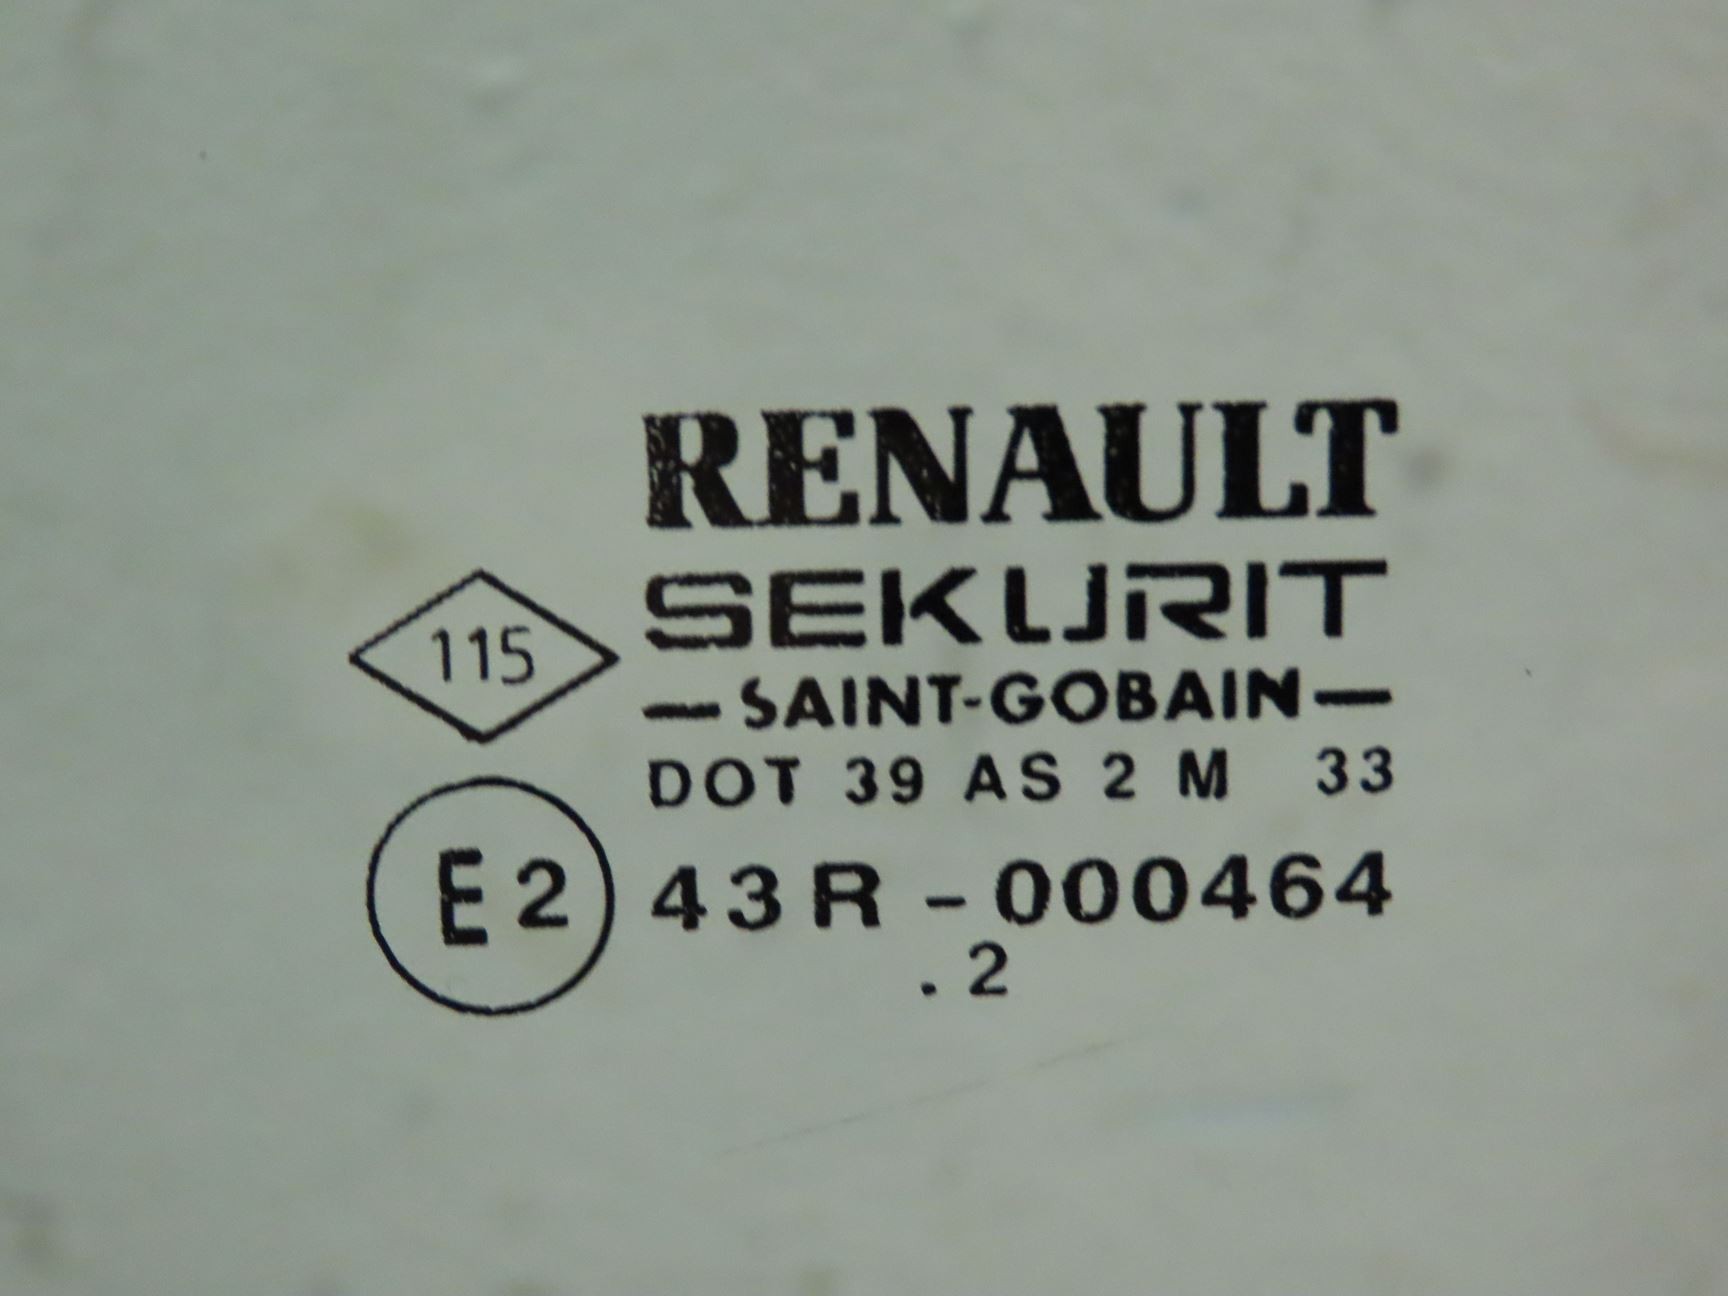 RENAULT
SEKURIT
115
— SAINT-GOBAIN —
DOT 39 AS 2 M 33
E2 43R - 000464
. 2